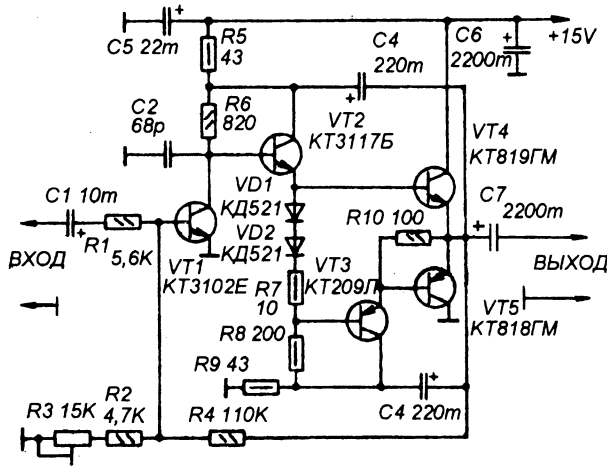 C5 22m
R5
43
C4
220m
C6
2200m
+15V
C2
68p
R6
820
VT2
КТ3117Б
VT4
КТ819ГМ
VD1
КД521
C1 10m
R1
5,6K
VD2
КД521
R10 100
C7
2200m
ВХОД
VT1
КТ3102Е
VT3
КТ209Л
R7
10
ВЫХОД
VT5
КТ818ГМ
R8 200
R9 43
C4 220m
R3 15K
R2
4,7K
R4 110K